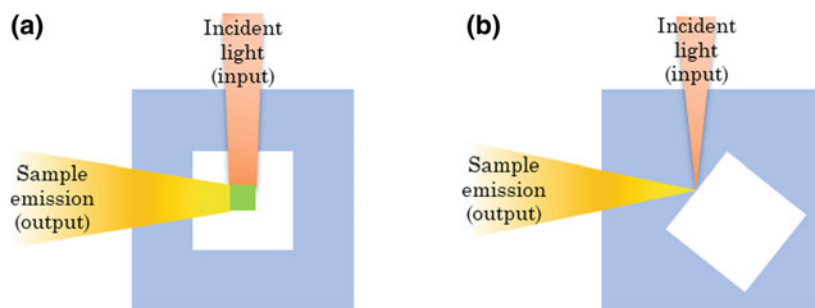 (a)
Incident
light
(input)
Sample
emission
(output)
(b)
Incident
light
(input)
Sample
emission
(output)